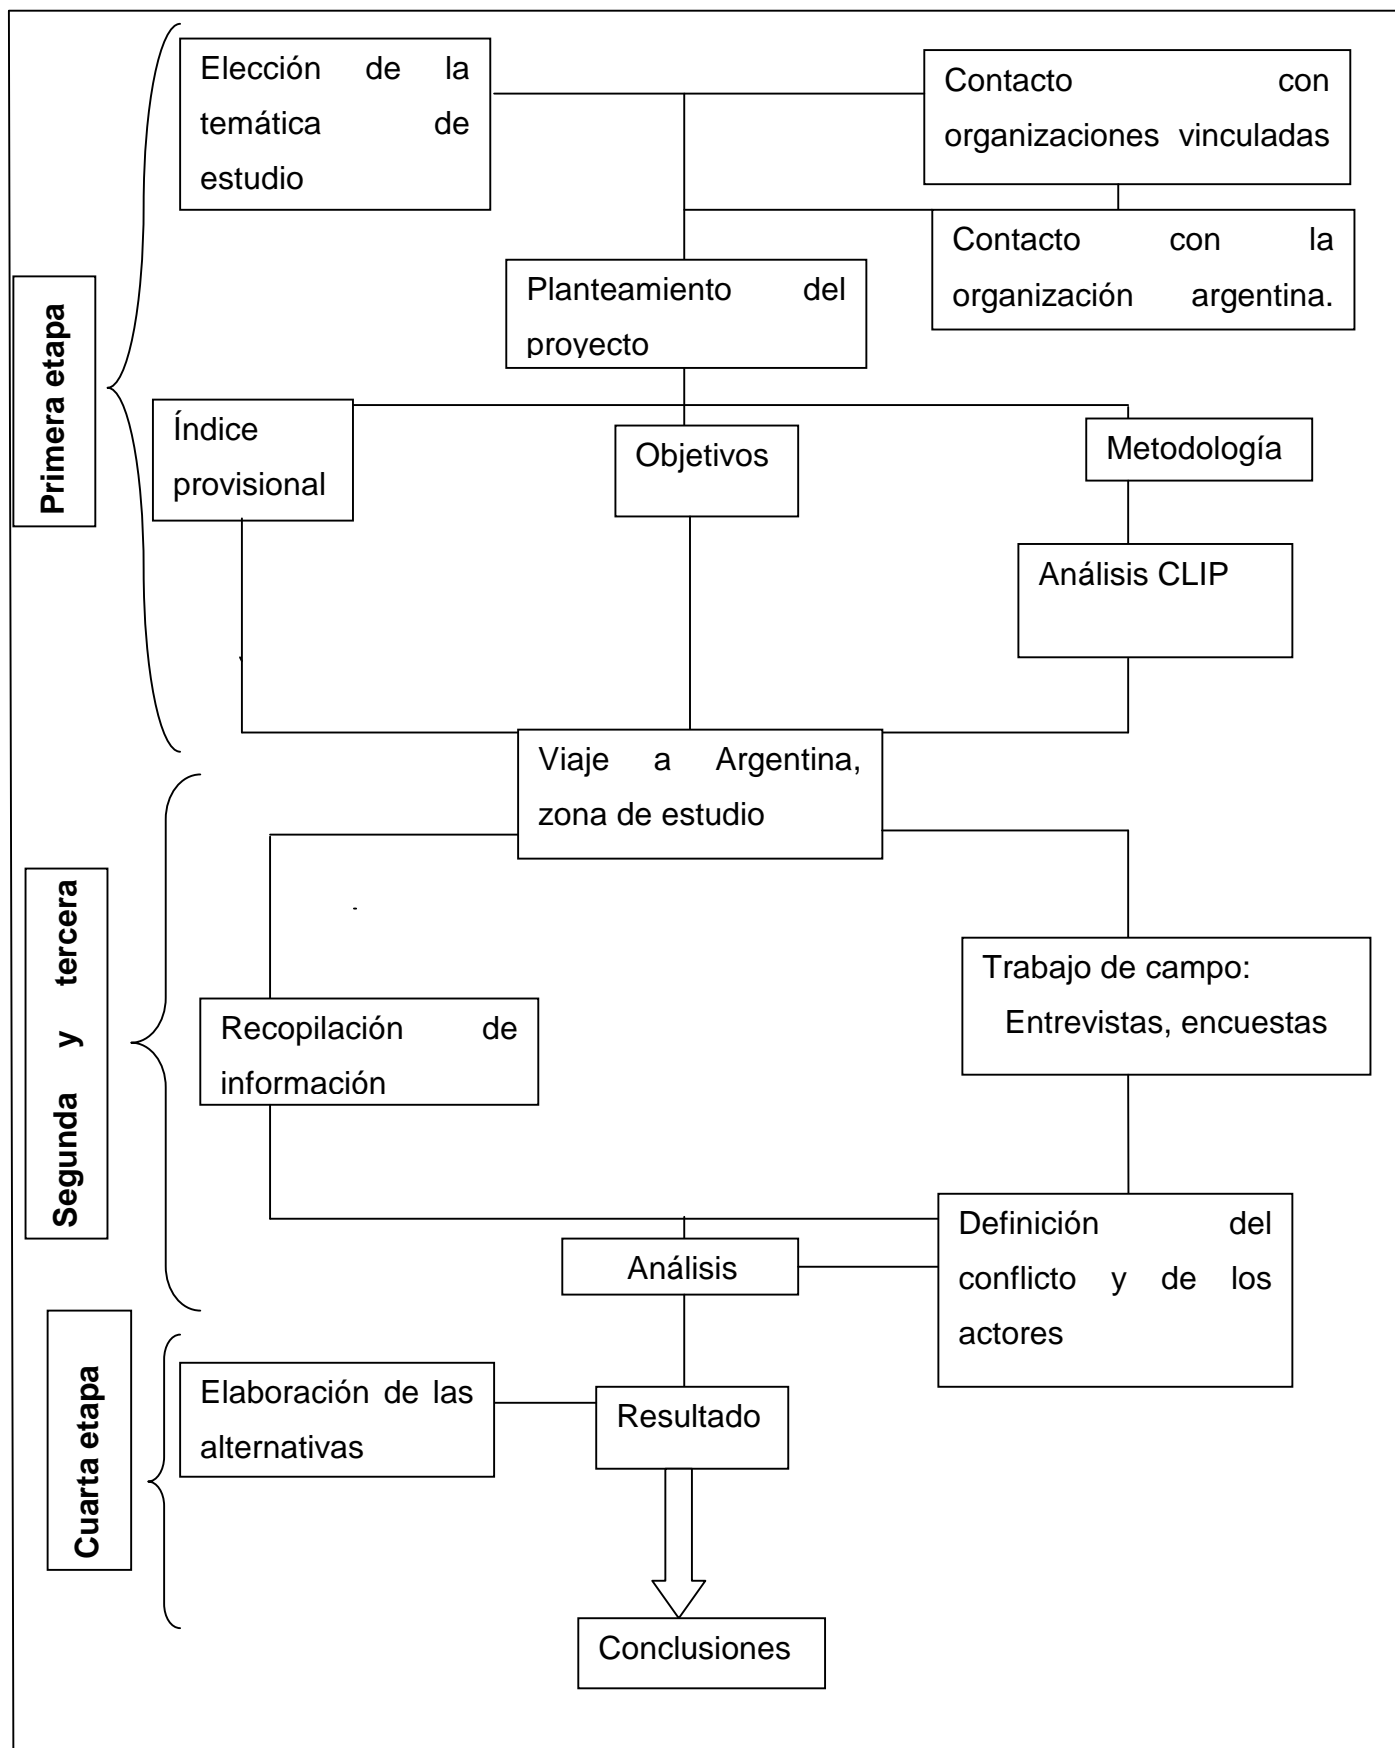 Elección de la
temática de
estudio
Contacto con
organizaciones vinculadas
Contacto con la
organización argentina.
Planteamiento del
proyecto
Primera etapa
Índice
provisional
Objetivos
Metodología
Análisis CLIP
Viaje a Argentina,
zona de estudio
Segunda y tercera
Recopilación de
información
Trabajo de campo:
Entrevistas, encuestas
Definición del
conflicto y de los
actores
Análisis
Cuarta etapa
Elaboración de las
alternativas
Resultado
Conclusiones